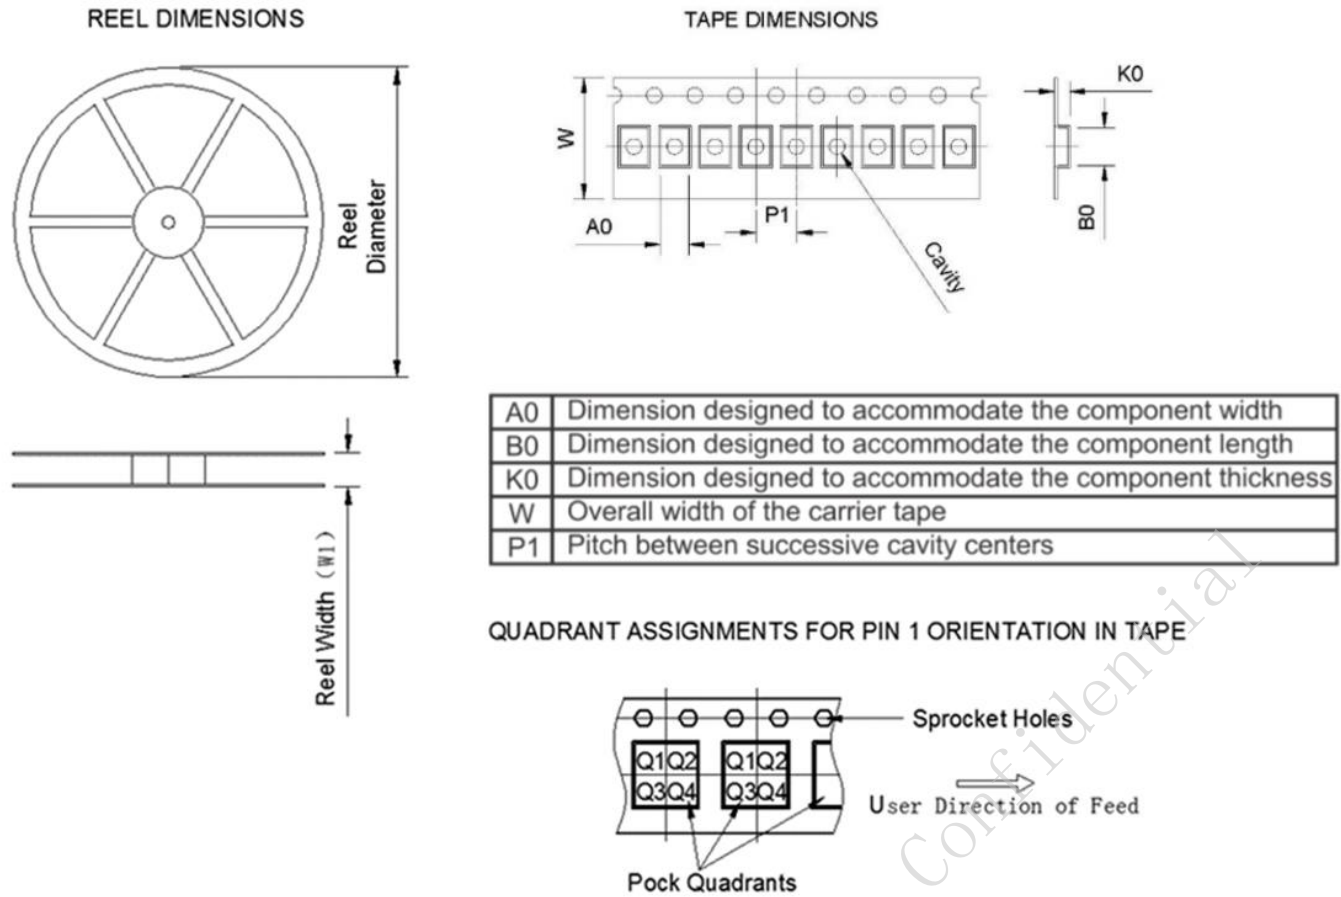 REEL DIMENSIONS
TAPE DIMENSIONS
Reel
Diameter
Reel Width (W1)
W
A0
P1
Cavity
K0
B0
A0 Dimension designed to accommodate the component width
B0 Dimension designed to accommodate the component length
K0 Dimension designed to accommodate the component thickness
W Overall width of the carrier tape
P1 Pitch between successive cavity centers
QUADRANT ASSIGNMENTS FOR PIN 1 ORIENTATION IN TAPE
Sprocket Holes
Q1 Q2 Q1 Q2
Q3 Q4 Q3 Q4
User Direction of Feed
Pock Quadrants
Confidential